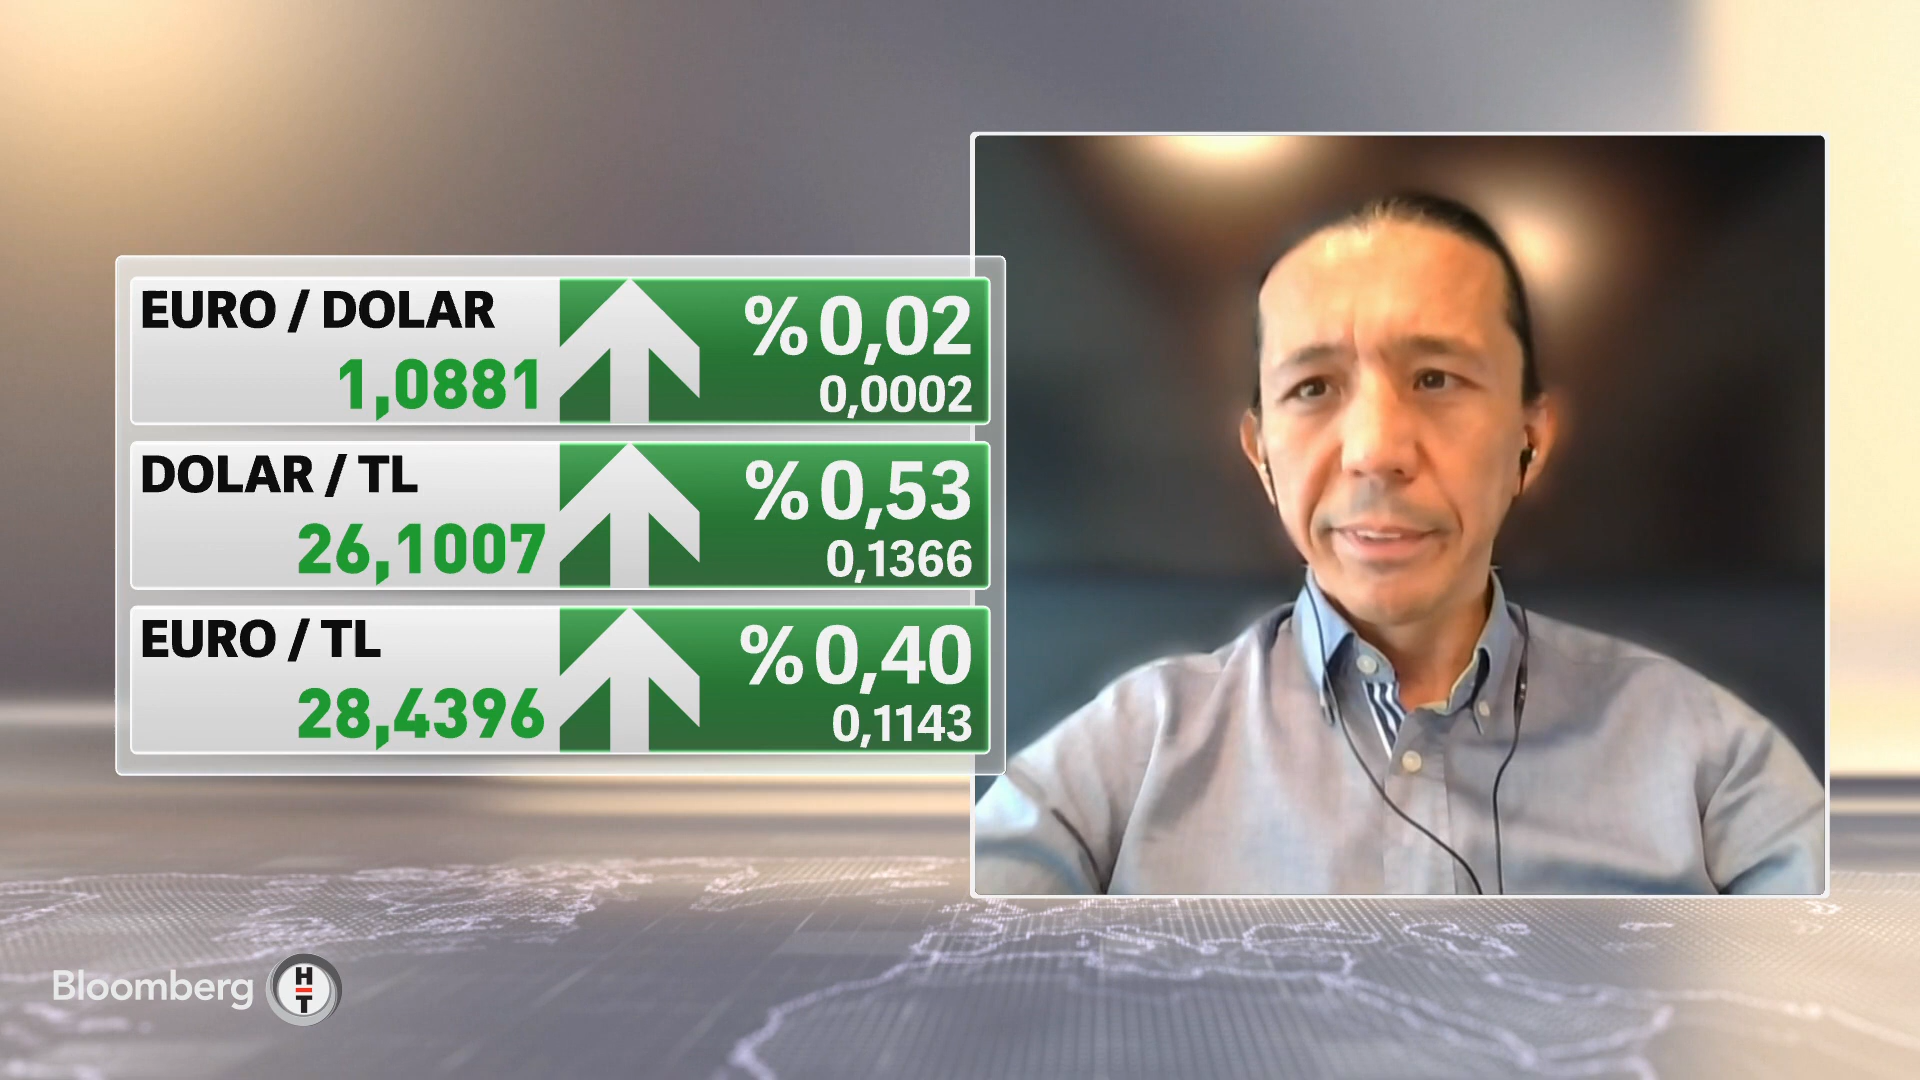 EURO / DOLAR
1,0881
%0,02
0,0002
DOLAR / TL
26,1007
%0,53
0,1366
EURO / TL
28,4396
%0,40
0,1143
Bloomberg HT